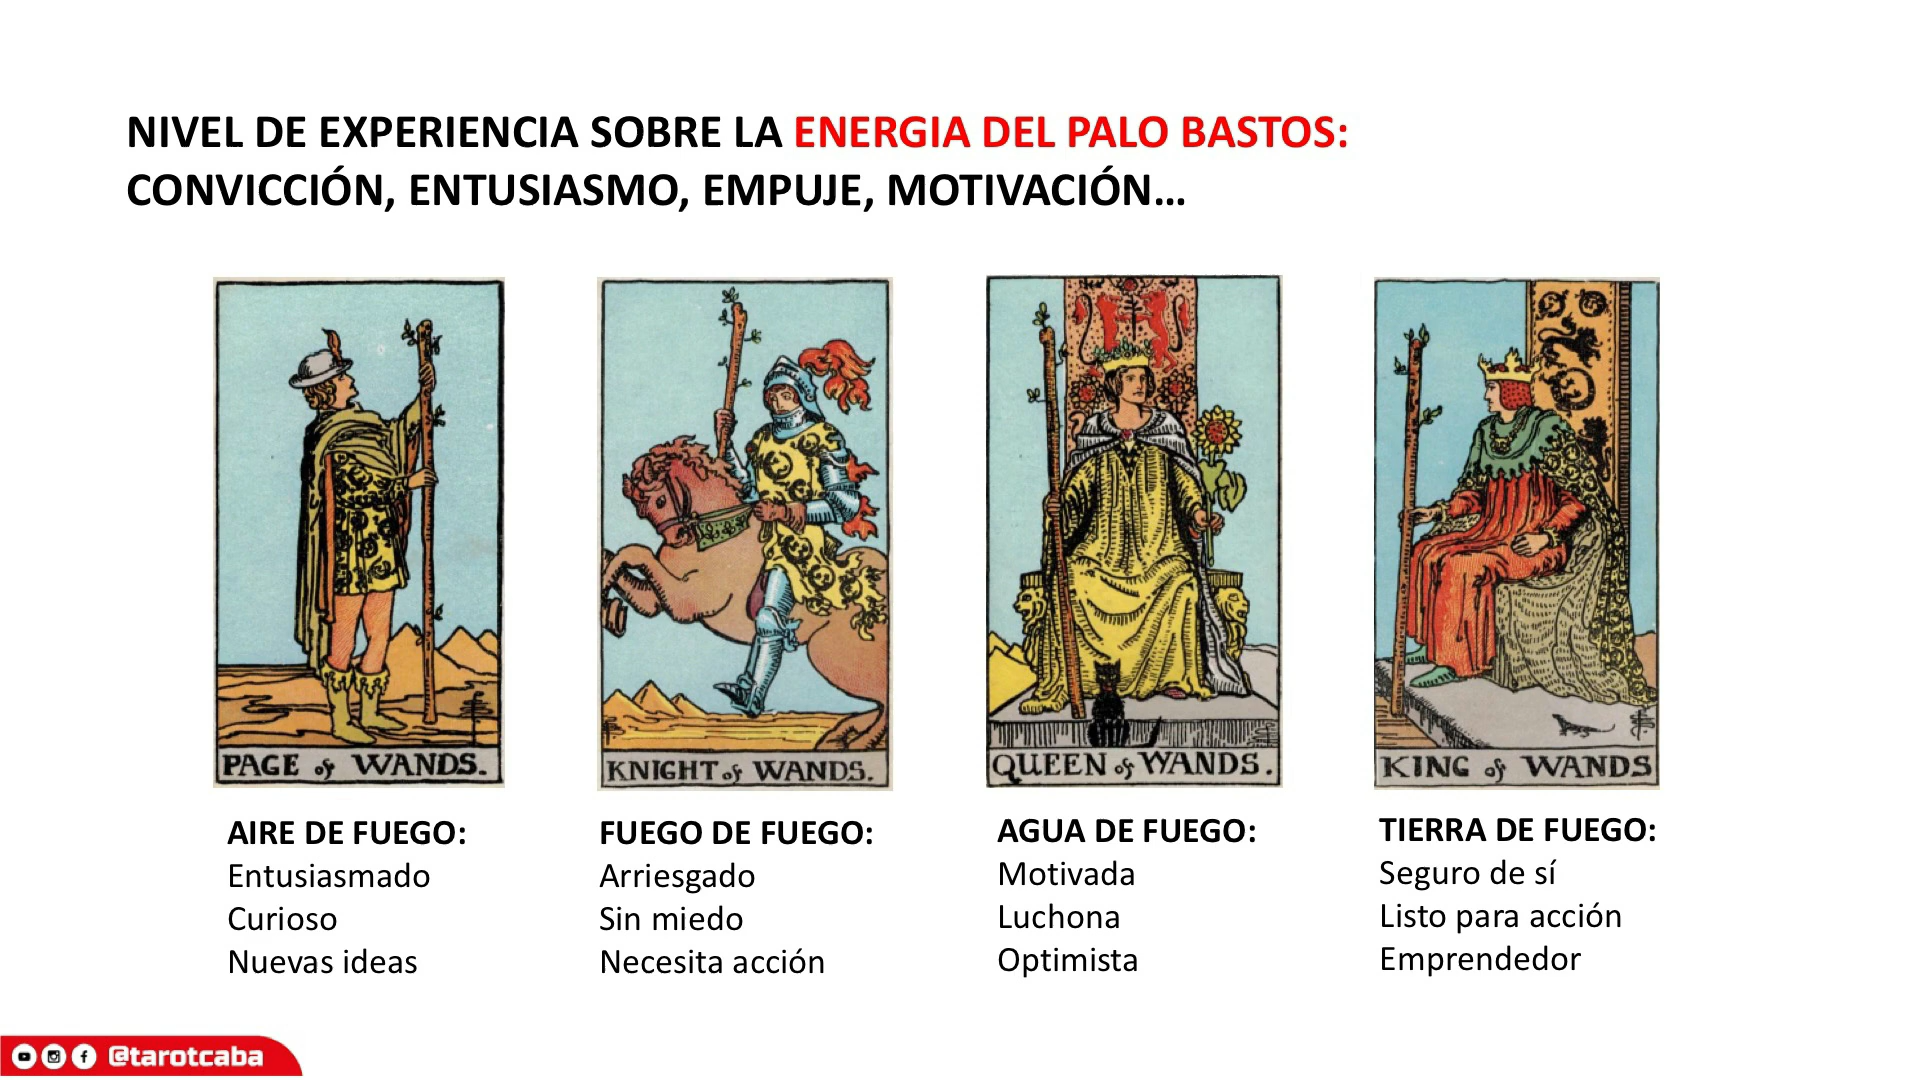 NIVEL DE EXPERIENCIA SOBRE LA ENERGIA DEL PALO BASTOS:
CONVICCIÓN, ENTUSIASMO, EMPUJE, MOTIVACIÓN...
PAGE of WANDS.
KNIGHT of WANDS.
QUEEN of WANDS.
KING of WANDS
AIRE DE FUEGO:
Entusiasmado
Curioso
Nuevas ideas
FUEGO DE FUEGO:
Arriesgado
Sin miedo
Necesita acción
AGUA DE FUEGO:
Motivada
Luchona
Optimista
TIERRA DE FUEGO:
Seguro de sí
Listo para acción
Emprendedor
@tarotcaba